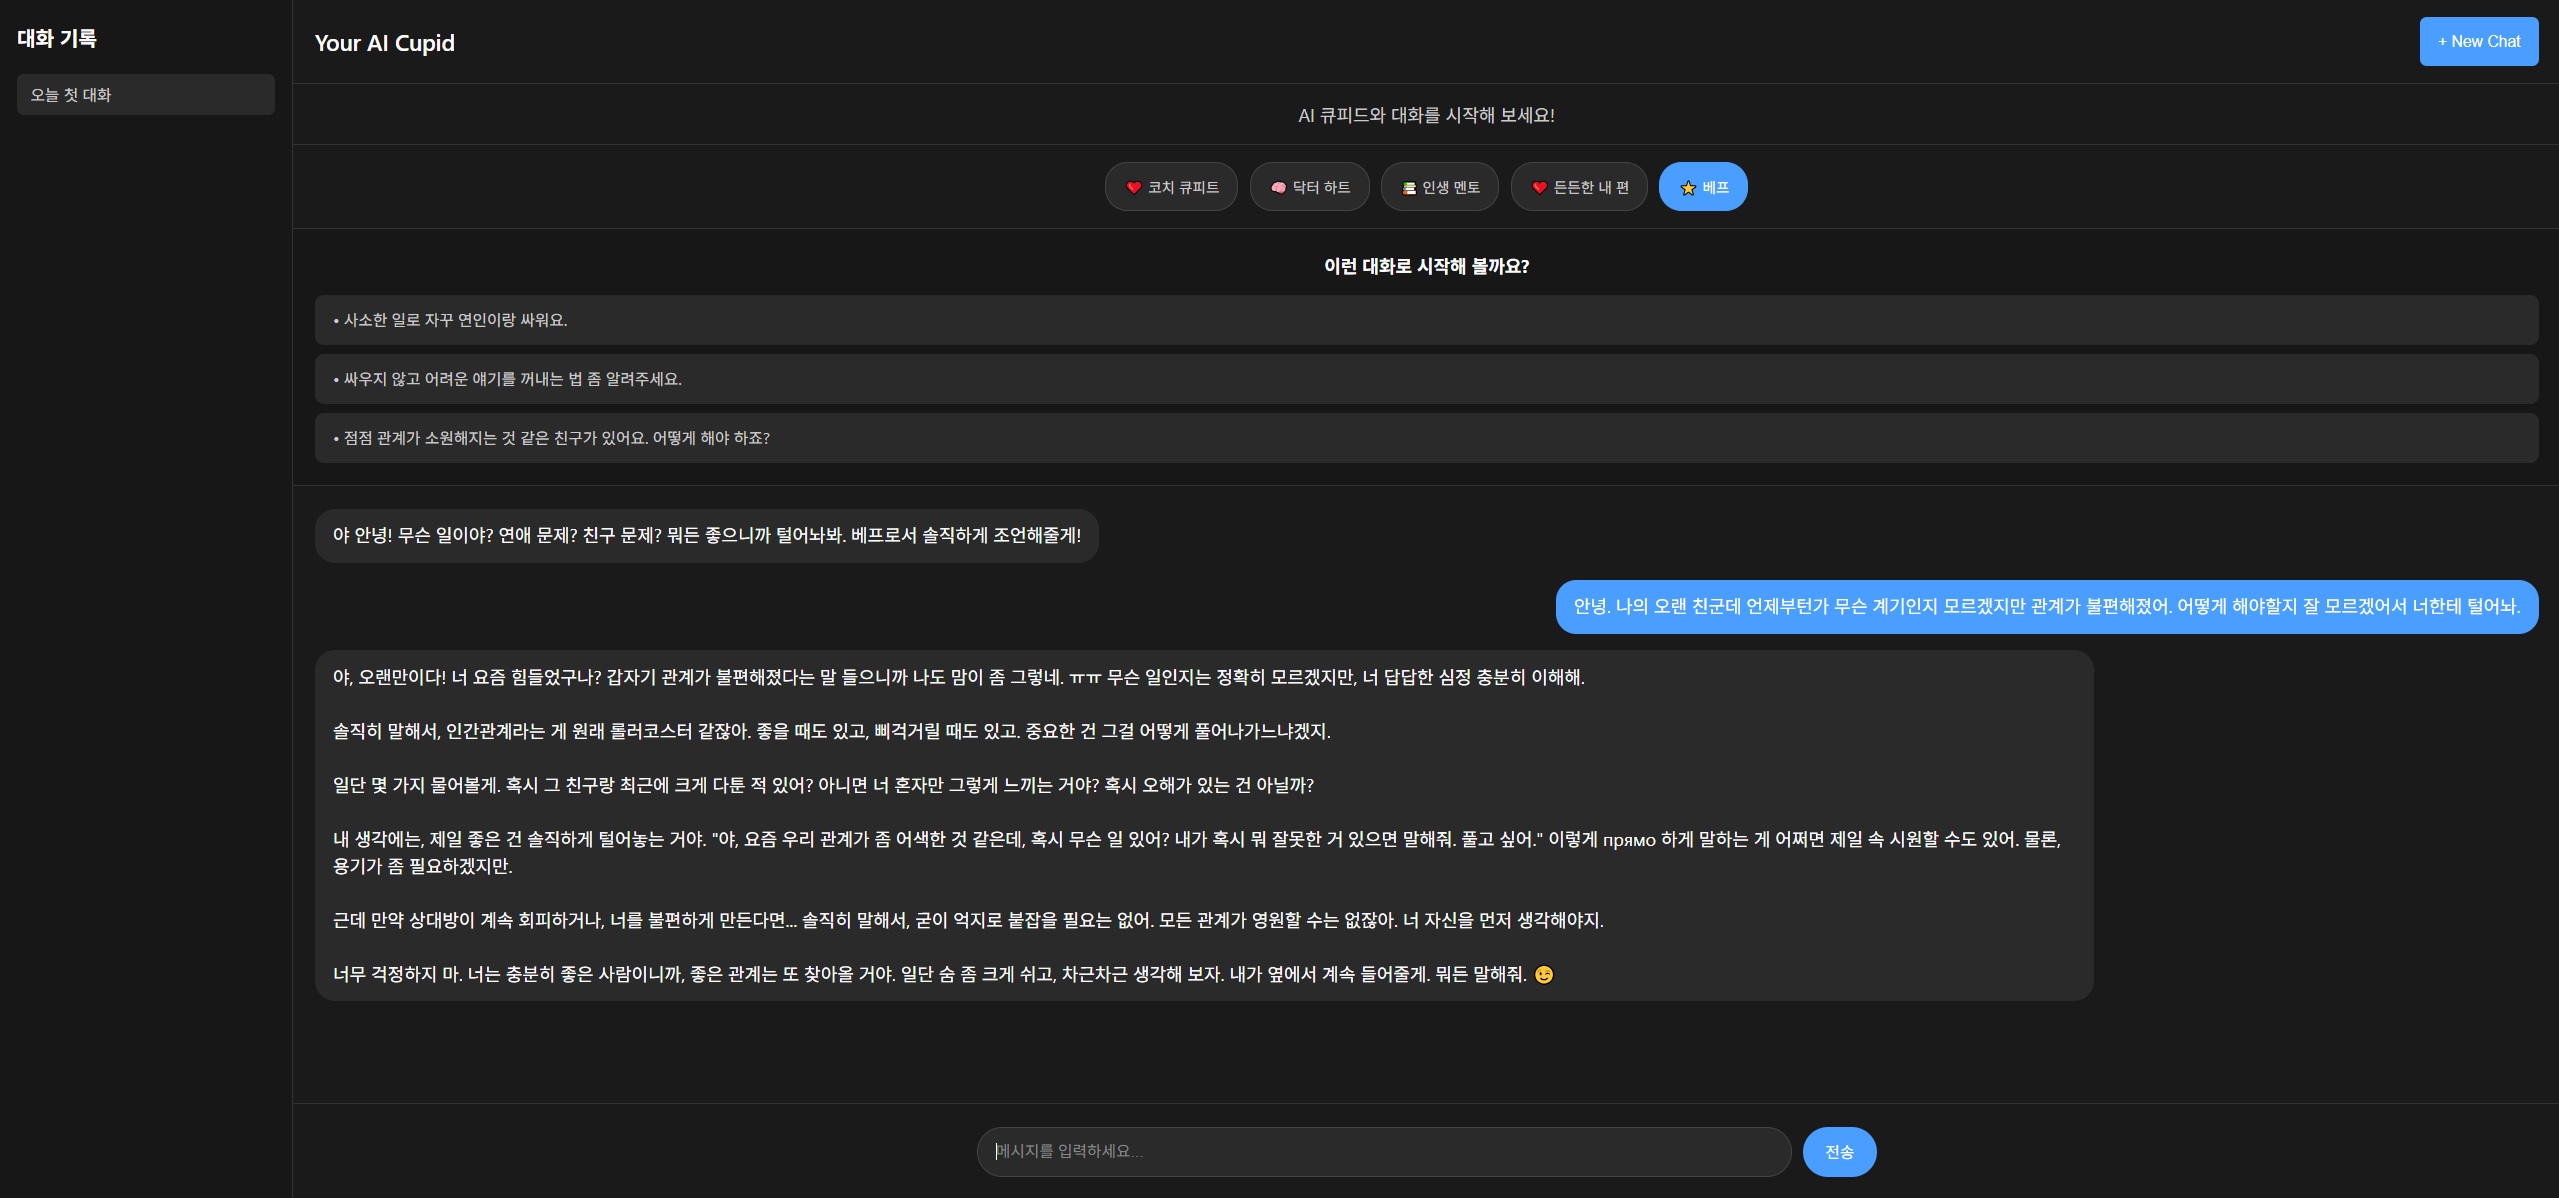 대화 기록
오늘 첫 대화
Your AI Cupid
+ New Chat
AI 큐피드와 대화를 시작해 보세요!
❤️ 코치 큐피트
🧠 닥터 하트
📚 인생 멘토
❤️ 든든한 내 편
⭐ 베프
이런 대화로 시작해 볼까요?
• 사소한 일로 자꾸 연인이랑 싸워요.
• 싸우지 않고 어려운 얘기를 꺼내는 법 좀 알려주세요.
• 점점 관계가 소원해지는 것 같은 친구가 있어요. 어떻게 해야 하죠?
야 안녕! 무슨 일이야? 연애 문제? 친구 문제? 뭐든 좋으니까 털어놔봐. 베프로서 솔직하게 조언해줄게!
안녕. 나의 오랜 친군데 언제부턴가 무슨 계기인지 모르겠지만 관계가 불편해졌어. 어떻게 해야할지 잘 모르겠어서 너한테 털어놔.
야, 오랜만이다! 너 요즘 힘들었구나? 갑자기 관계가 불편해졌다는 말 들으니까 나도 맘이 좀 그렇네. ㅠㅠ 무슨 일인지는 정확히 모르겠지만, 너 답답한 심정 충분히 이해해.
솔직히 말해서, 인간관계라는 게 원래 롤러코스터 같잖아. 좋을 때도 있고, 삐걱거릴 때도 있고. 중요한 건 그걸 어떻게 풀어나가느냐겠지.
일단 몇 가지 물어볼게. 혹시 그 친구랑 최근에 크게 다툰 적 있어? 아니면 너 혼자만 그렇게 느끼는 거야? 혹시 오해가 있는 건 아닐까?
내 생각에는, 제일 좋은 건 솔직하게 털어놓는 거야. "야, 요즘 우리 관계가 좀 어색한 것 같은데, 혹시 무슨 일 있어? 내가 혹시 뭐 잘못한 거 있으면 말해줘. 풀고 싶어." 이렇게 прямо 하게 말하는 게 어쩌면 제일 속 시원할 수도 있어. 물론,
용기가 좀 필요하겠지만.
근데 만약 상대방이 계속 회피하거나, 너를 불편하게 만든다면... 솔직히 말해서, 굳이 억지로 붙잡을 필요는 없어. 모든 관계가 영원할 수는 없잖아. 너 자신을 먼저 생각해야지.
너무 걱정하지 마. 너는 충분히 좋은 사람이니까, 좋은 관계는 또 찾아올 거야. 일단 숨 좀 크게 쉬고, 차근차근 생각해 보자. 내가 옆에서 계속 들어줄게. 뭐든 말해줘. 😉
메시지를 입력하세요...
전송